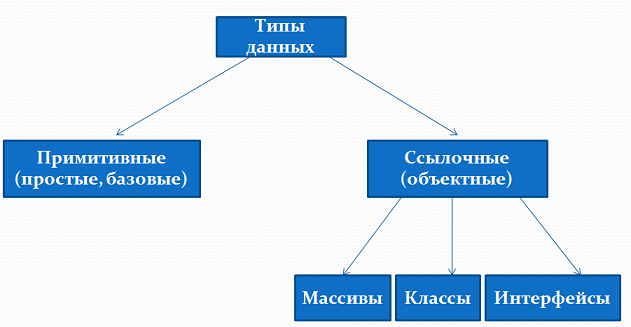 Типы
данных
Примитивные
(простые, базовые)
Ссылочные
(объектные)
Массивы
Классы
Интерфейсы